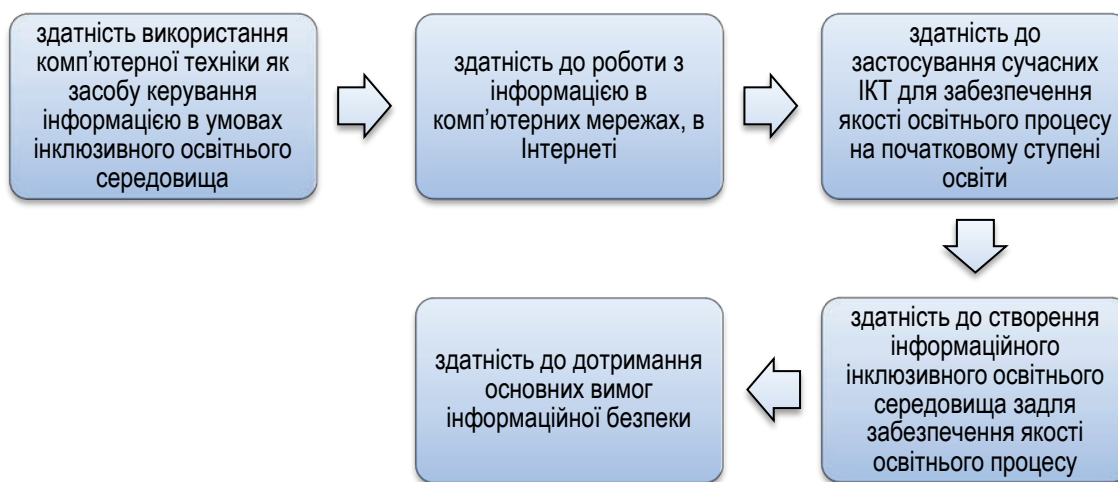 здатність використання
комп’ютерної техніки як
засобу керування
інформацією в умовах
інклюзивного освітнього
середовища
здатність до роботи з
інформацією в
комп’ютерних мережах, в
Інтернеті
здатність до
застосування сучасних
ІКТ для забезпечення
якості освітнього процесу
на початковому ступені
освіти
здатність до створення
інформаційного
інклюзивного освітнього
середовища задля
забезпечення якості
освітнього процесу
здатність до дотримання
основних вимог
інформаційної безпеки